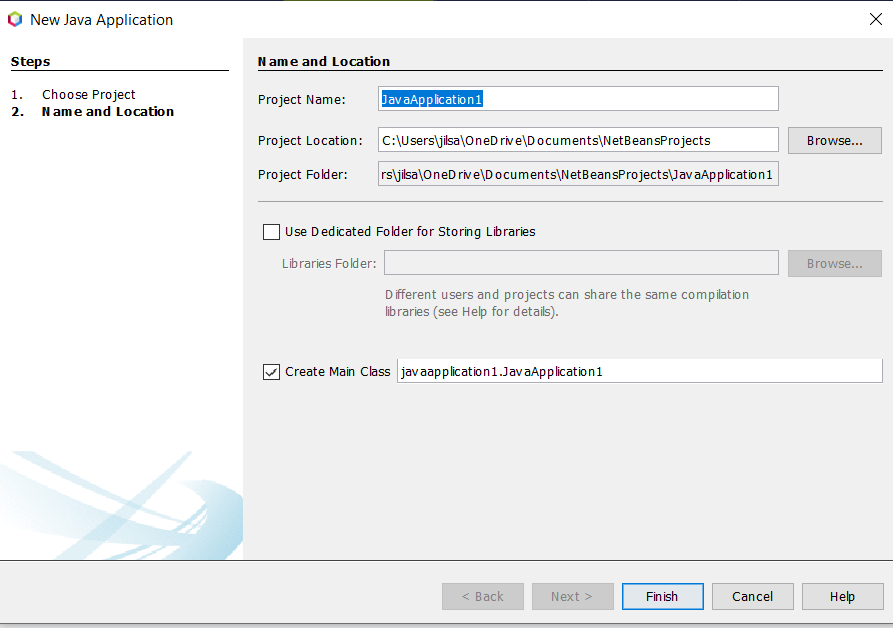 New Java Application
Steps
1. Choose Project
2. Name and Location
Name and Location
Project Name: JavaApplication1
Project Location: C:\Users\jilsa\OneDrive\Documents\NetBeansProjects Browse...
Project Folder: rs\jilsa\OneDrive\Documents\NetBeansProjects\JavaApplication1
Use Dedicated Folder for Storing Libraries
Libraries Folder: Browse...
Different users and projects can share the same compilation
libraries (see Help for details).
Create Main Class javaapplication1.JavaApplication1
< Back Next > Finish Cancel Help